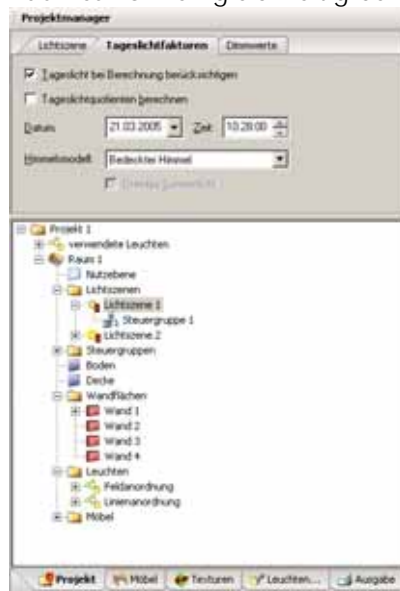 Projektmanager
Lichtszene Tageslichtfaktoren Dimmwerte
Tageslicht bei Berechnung berücksichtigen
Tageslichtquotienten berechnen
Datum: 21.03.2005 Zeit: 10:28:00
Himmelmodell: Bedeckter Himmel
Direktes Sonnenlicht
Projekt 1
verwendete Leuchten
Raum 1
Nutzebene
Lichtszenen
Lichtszene 1
Steuergruppe 1
Lichtszene 2
Steuergruppen
Boden
Decke
Wandflächen
Wand 1
Wand 2
Wand 3
Wand 4
Leuchten
Feldanordnung
Linienanordnung
Möbel
Projekt Möbel Texturen Leuchten... Ausgabe